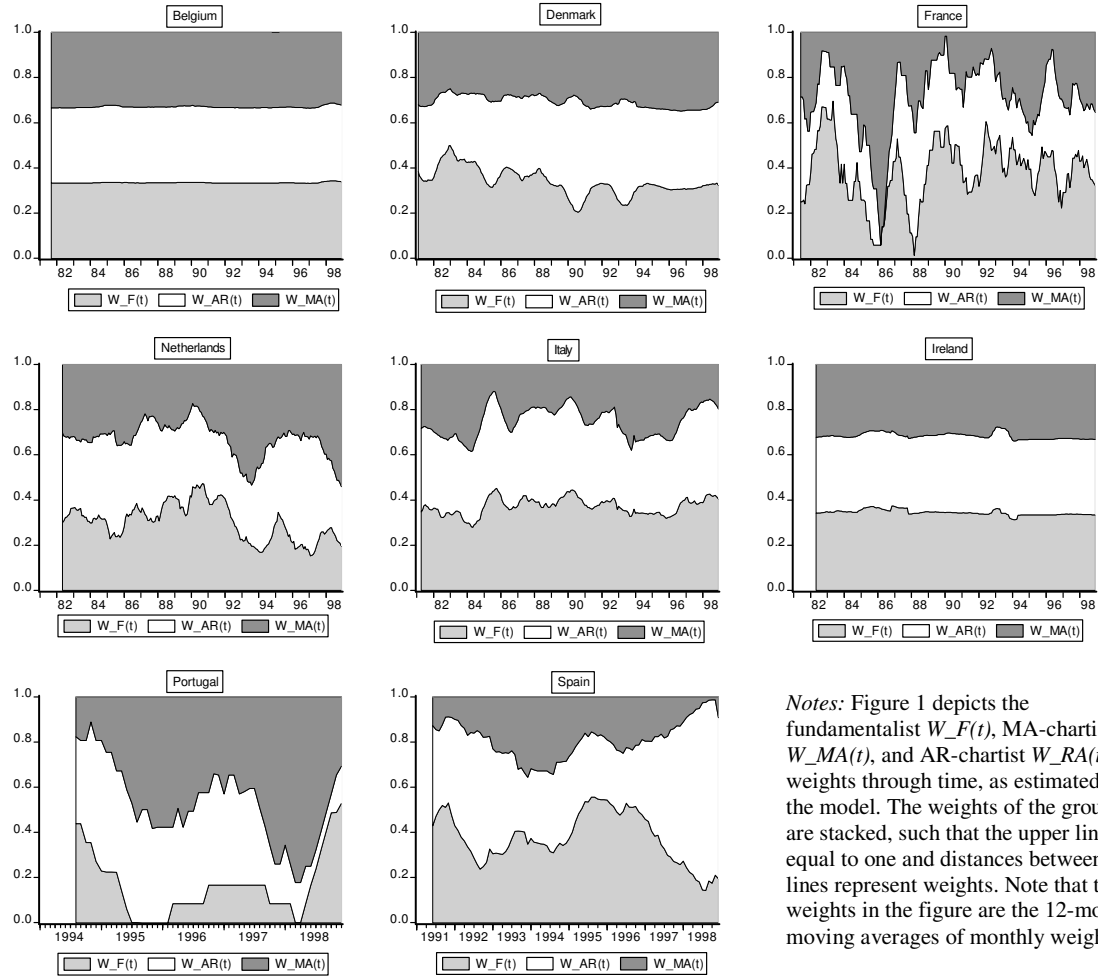 Belgium
1.0
0.8
0.6
0.4
0.2
0.0
82 84 86 88 90 92 94 96 98
W_F(t) W_AR(t) W_MA(t)
Denmark
1.0
0.8
0.6
0.4
0.2
0.0
82 84 86 88 90 92 94 96 98
W_F(t) W_AR(t) W_MA(t)
France
1.0
0.8
0.6
0.4
0.2
0.0
82 84 86 88 90 92 94 96 98
W_F(t) W_AR(t) W_MA(t)
Netherlands
1.0
0.8
0.6
0.4
0.2
0.0
82 84 86 88 90 92 94 96 98
W_F(t) W_AR(t) W_MA(t)
Italy
1.0
0.8
0.6
0.4
0.2
0.0
82 84 86 88 90 92 94 96 98
W_F(t) W_AR(t) W_MA(t)
Ireland
1.0
0.8
0.6
0.4
0.2
0.0
82 84 86 88 90 92 94 96 98
W_F(t) W_AR(t) W_MA(t)
Portugal
1.0
0.8
0.6
0.4
0.2
0.0
1994 1995 1996 1997 1998
W_F(t) W_AR(t) W_MA(t)
Spain
1.0
0.8
0.6
0.4
0.2
0.0
1991 1992 1993 1994 1995 1996 1997 1998
W_F(t) W_AR(t) W_MA(t)
Notes: Figure 1 depicts the
fundamentalist W_F(t), MA-charti
W_MA(t), and AR-chartist W_RA(t
weights through time, as estimated
the model. The weights of the grou
are stacked, such that the upper lin
equal to one and distances between
lines represent weights. Note that t
weights in the figure are the 12-mo
moving averages of monthly weigh